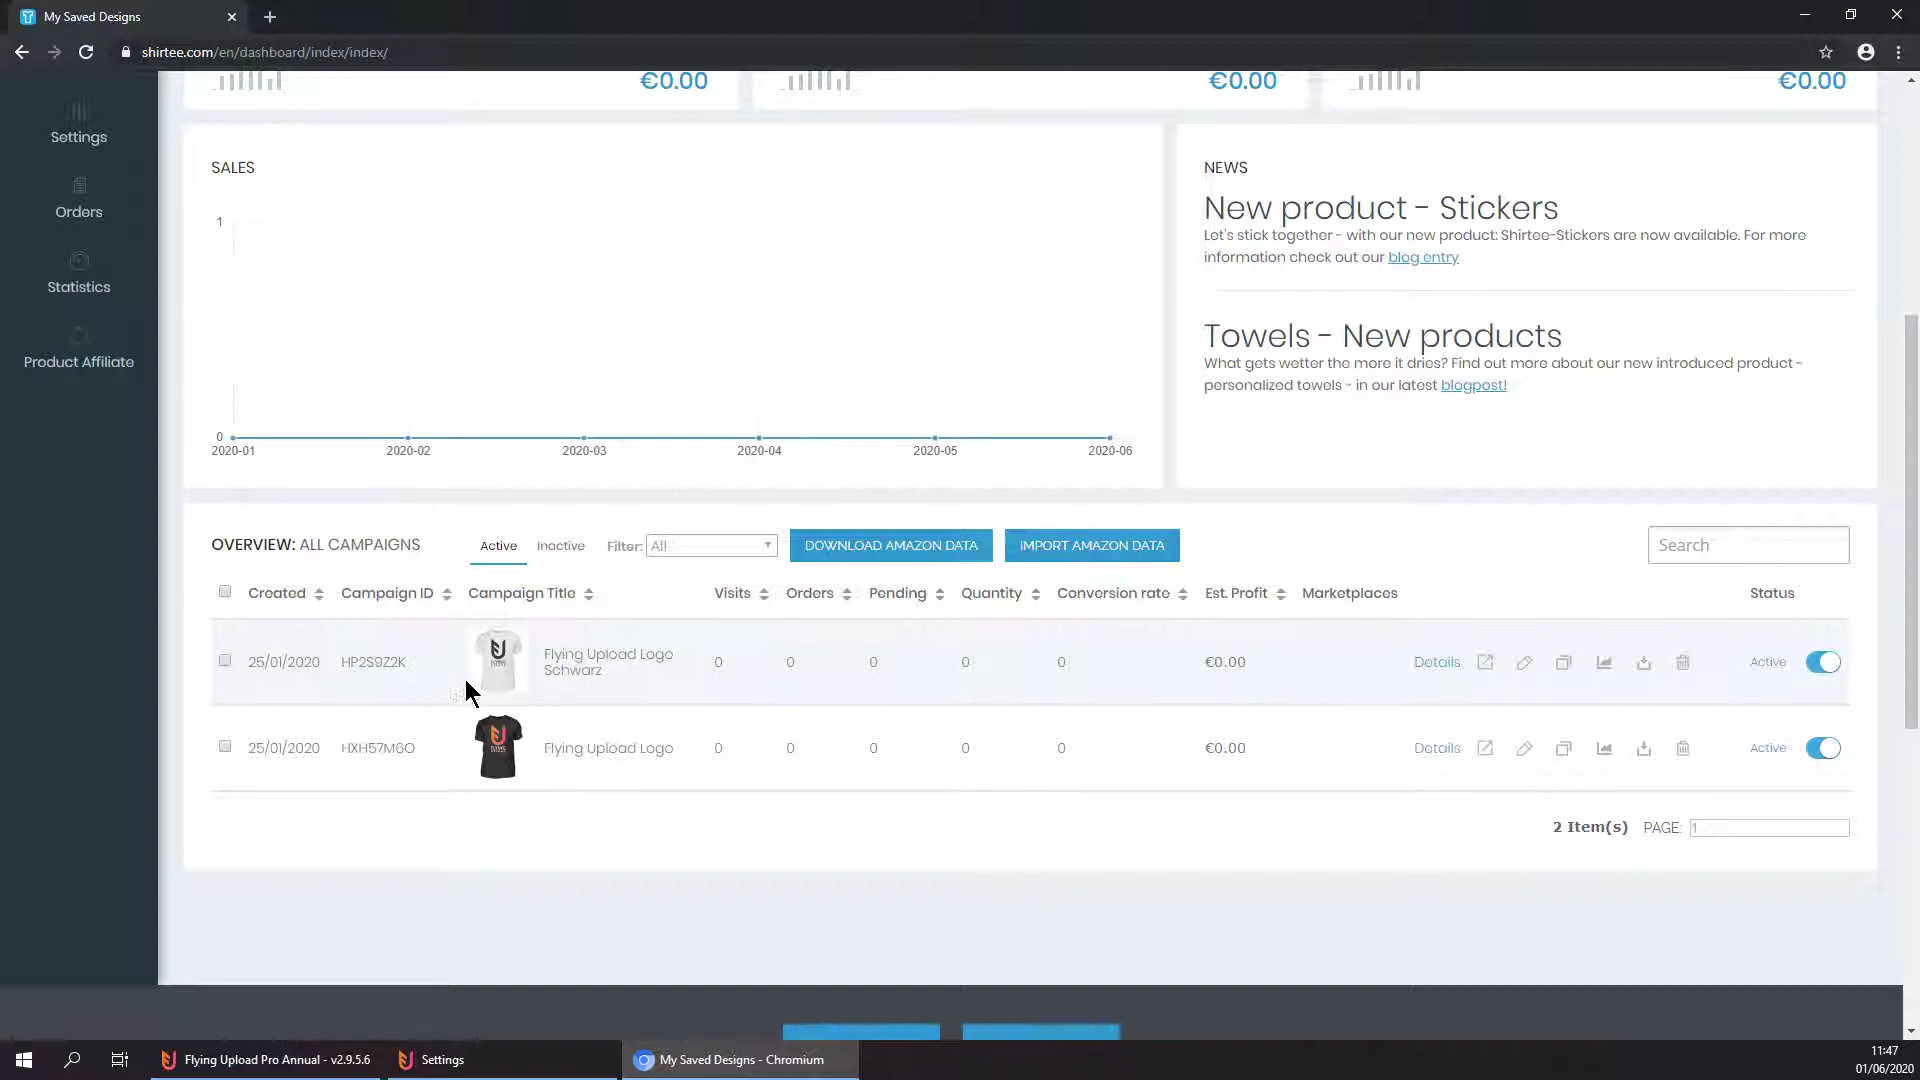 My Saved Designs
shirtee.com/en/dashboard/index/index/
€0.00
€0.00
€0.00
Settings
Orders
Statistics
Product Affiliate
SALES
1
0
2020-01
2020-02
2020-03
2020-04
2020-05
2020-06
NEWS
New product - Stickers
Let's stick together - with our new product: Shirtee-Stickers are now available. For more
information check out our blog entry
Towels - New products
What gets wetter the more it dries? Find out more about our new introduced product -
personalized towels - in our latest blogpost!
OVERVIEW: ALL CAMPAIGNS
Active
Inactive
Filter: All
DOWNLOAD AMAZON DATA
IMPORT AMAZON DATA
Search
Created Campaign ID Campaign Title Visits Orders Pending Quantity Conversion rate Est. Profit Marketplaces Status
25/01/2020 HP2S9Z2K Flying Upload Logo
Schwarz
0 0 0 0 0 €0.00 Details Active
25/01/2020 HXH57M6O Flying Upload Logo 0 0 0 0 0 €0.00 Details Active
2 Item(s) PAGE: 1
Flying Upload Pro Annual - v2.9.5.6
Settings
My Saved Designs - Chromium
11:47
01/06/2020